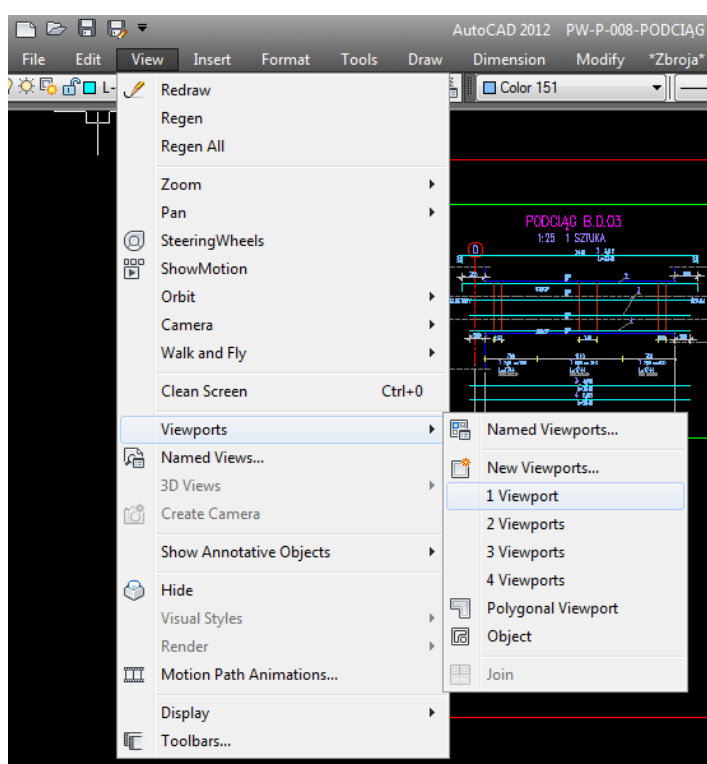 AutoCAD 2012 PW-P-008-PODCIĄG
File Edit View Insert Format Tools Draw Dimension Modify *Zbroja*
L-
Color 151
Redraw
Regen
Regen All
Zoom
Pan
SteeringWheels
ShowMotion
Orbit
Camera
Walk and Fly
Clean Screen Ctrl+0
Viewports
Named Views...
3D Views
Create Camera
Show Annotative Objects
Hide
Visual Styles
Render
Motion Path Animations...
Display
Toolbars...
Named Viewports...
New Viewports...
1 Viewport
2 Viewports
3 Viewports
4 Viewports
Polygonal Viewport
Object
Join
PODCIĄG B.D.03
1:25 1 SZTUKA
D